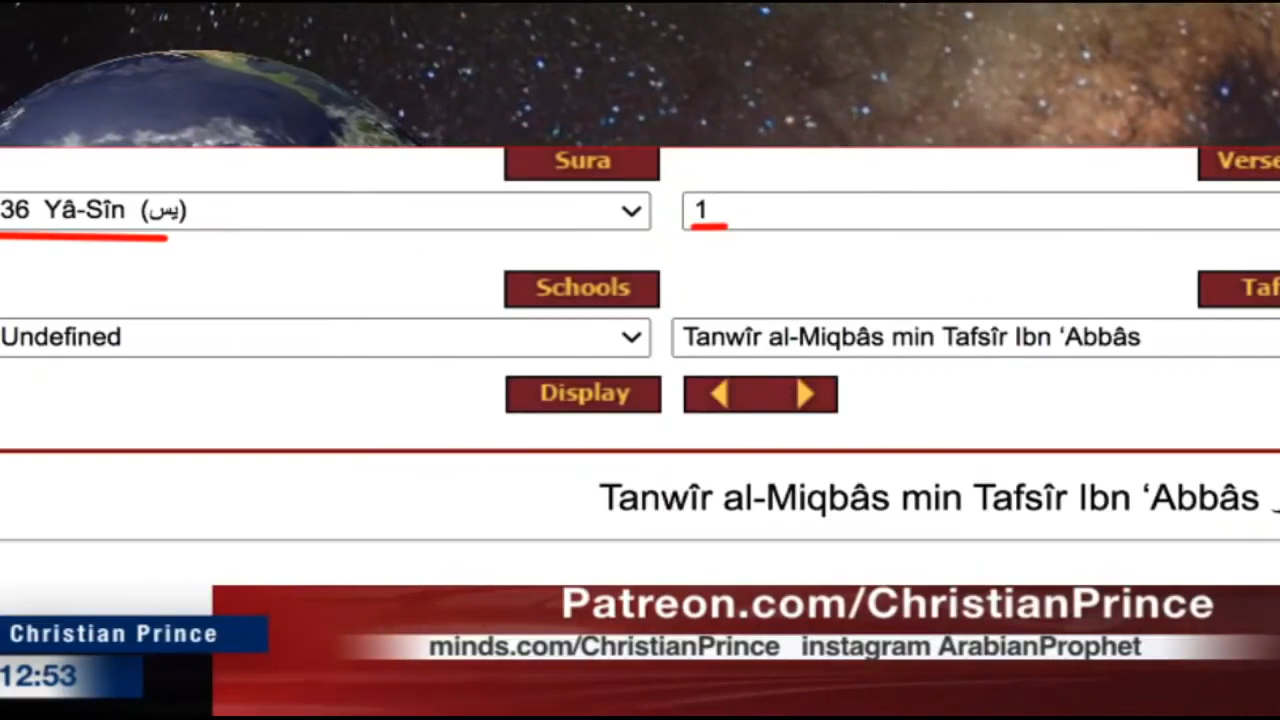 Sura
Verse
36 Yâ-Sîn (يس)
1
Schools
Taf
Undefined
Tanwîr al-Miqbâs min Tafsîr Ibn ‘Abbâs
Display
Tanwîr al-Miqbâs min Tafsîr Ibn ‘Abbâs
Patreon.com/ChristianPrince
Christian Prince
minds.com/ChristianPrince instagram ArabianProphet
12:53